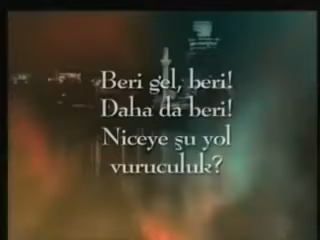 Beri gel, beri!
Daha da beri!
Niceye şu yol
vuruculuk?